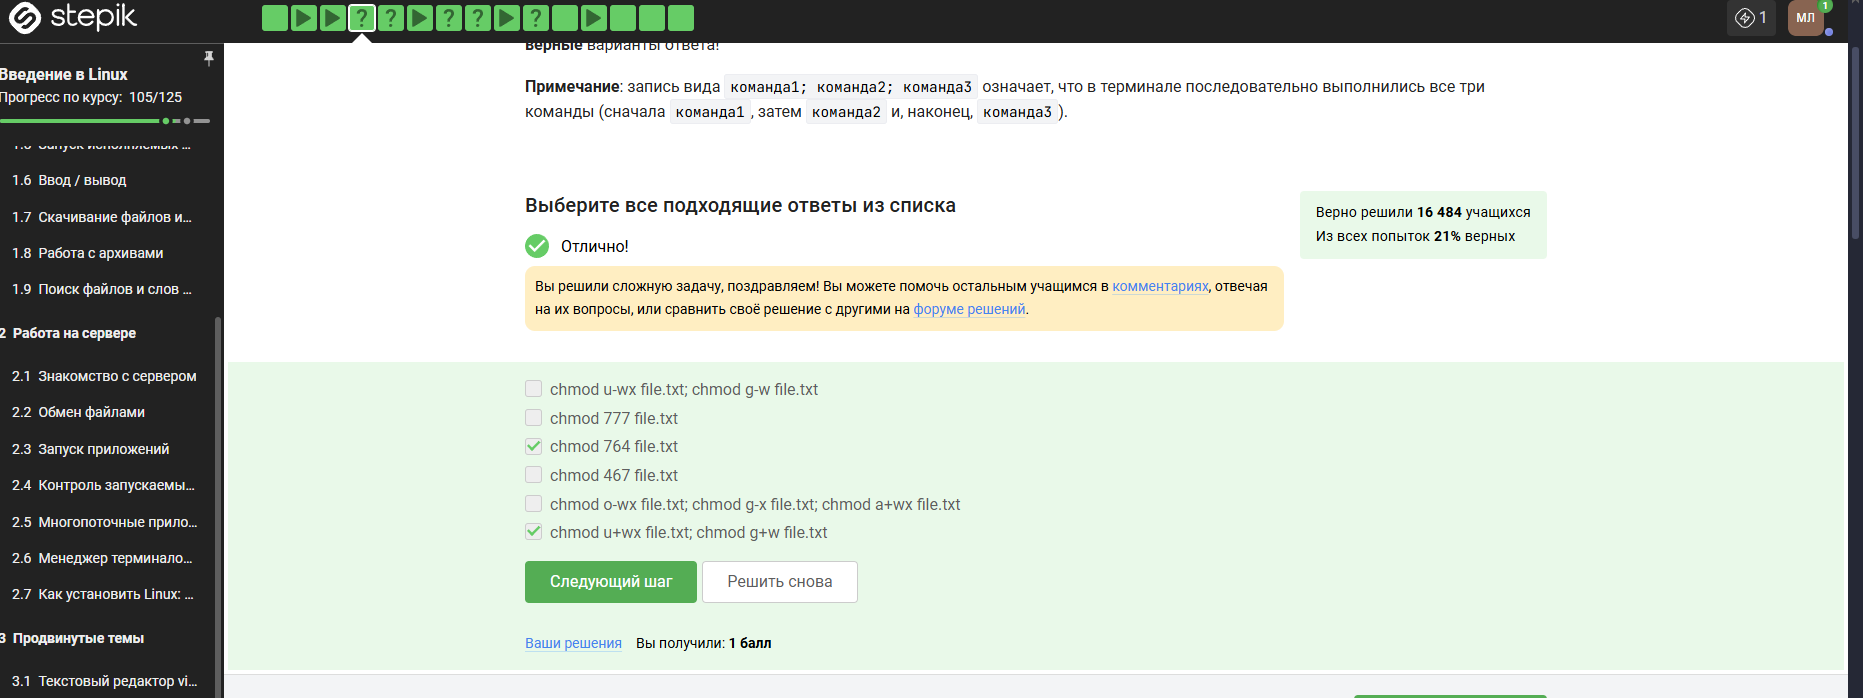 stepik
? ? ? ? ?
1
МЛ
1
Введение в Linux
Прогресс по курсу: 105/125
1.5 Запуск исполняемых ...
1.6 Ввод / вывод
1.7 Скачивание файлов и...
1.8 Работа с архивами
1.9 Поиск файлов и слов ...
2 Работа на сервере
2.1 Знакомство с сервером
2.2 Обмен файлами
2.3 Запуск приложений
2.4 Контроль запускаемы...
2.5 Многопоточные прило...
2.6 Менеджер терминало...
2.7 Как установить Linux: ...
3 Продвинутые темы
3.1 Текстовый редактор vi...
верные варианты ответа!
Примечание: запись вида команда1; команда2; команда3 означает, что в терминале последовательно выполнились все три
команды (сначала команда1 , затем команда2 и, наконец, команда3 ).
Выберите все подходящие ответы из списка
Верно решили 16 484 учащихся
Из всех попыток 21% верных
Отлично!
Вы решили сложную задачу, поздравляем! Вы можете помочь остальным учащимся в комментариях, отвечая
на их вопросы, или сравнить своё решение с другими на форуме решений.
chmod u-wx file.txt; chmod g-w file.txt
chmod 777 file.txt
chmod 764 file.txt
chmod 467 file.txt
chmod o-wx file.txt; chmod g-x file.txt; chmod a+wx file.txt
chmod u+wx file.txt; chmod g+w file.txt
Следующий шаг
Решить снова
Ваши решения Вы получили: 1 балл